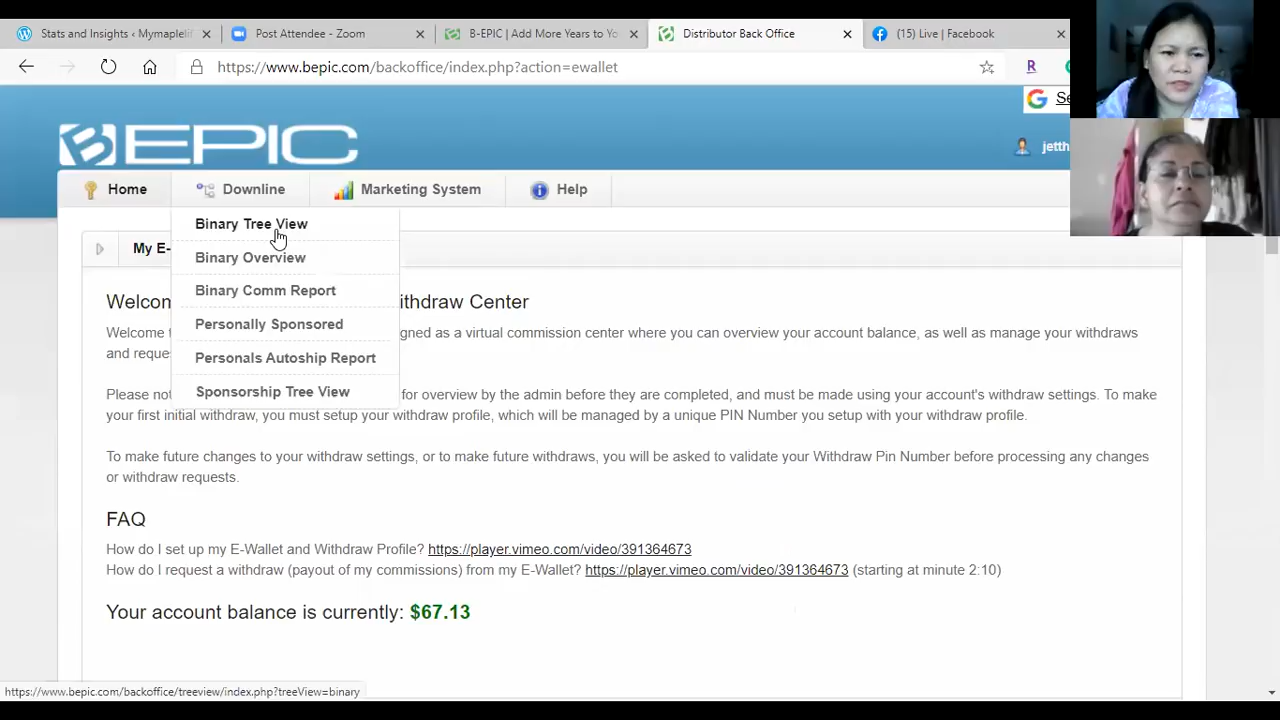 Stats and Insights ‹ Mymaplelif
Post Attendee - Zoom
B-EPIC | Add More Years to Yo
Distributor Back Office
(15) Live | Facebook
https://www.bepic.com/backoffice/index.php?action=ewallet
R
G Se
B EPIC
jetth
Home
Downline
Marketing System
Help
Binary Tree View
Binary Overview
Binary Comm Report
Personally Sponsored
Personals Autoship Report
Sponsorship Tree View
My E-
Welcom ithdraw Center
Welcome t igned as a virtual commission center where you can overview your account balance, as well as manage your withdraws
and reque
Please not for overview by the admin before they are completed, and must be made using your account's withdraw settings. To make
your first initial withdraw, you must setup your withdraw profile, which will be managed by a unique PIN Number you setup with your withdraw profile.
To make future changes to your withdraw settings, or to make future withdraws, you will be asked to validate your Withdraw Pin Number before processing any changes
or withdraw requests.
FAQ
How do I set up my E-Wallet and Withdraw Profile? https://player.vimeo.com/video/391364673
How do I request a withdraw (payout of my commissions) from my E-Wallet? https://player.vimeo.com/video/391364673 (starting at minute 2:10)
Your account balance is currently: $67.13
https://www.bepic.com/backoffice/treeview/index.php?treeView=binary